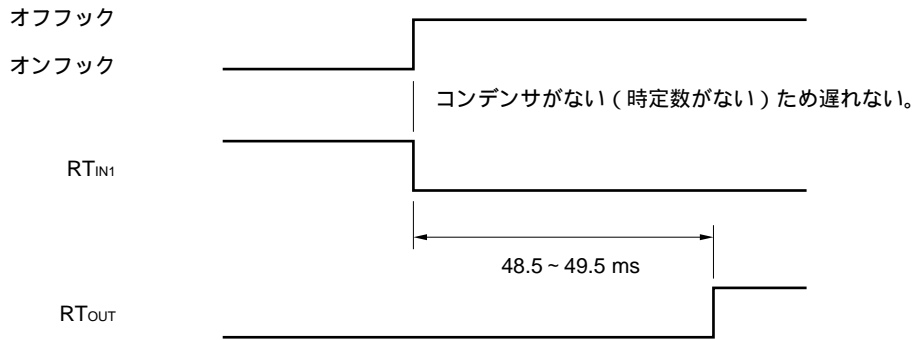 オフフック
オンフック
コンデンサがない（時定数がない）ため遅れない。
RTIN1
48.5 ~ 49.5 ms
RTOUT